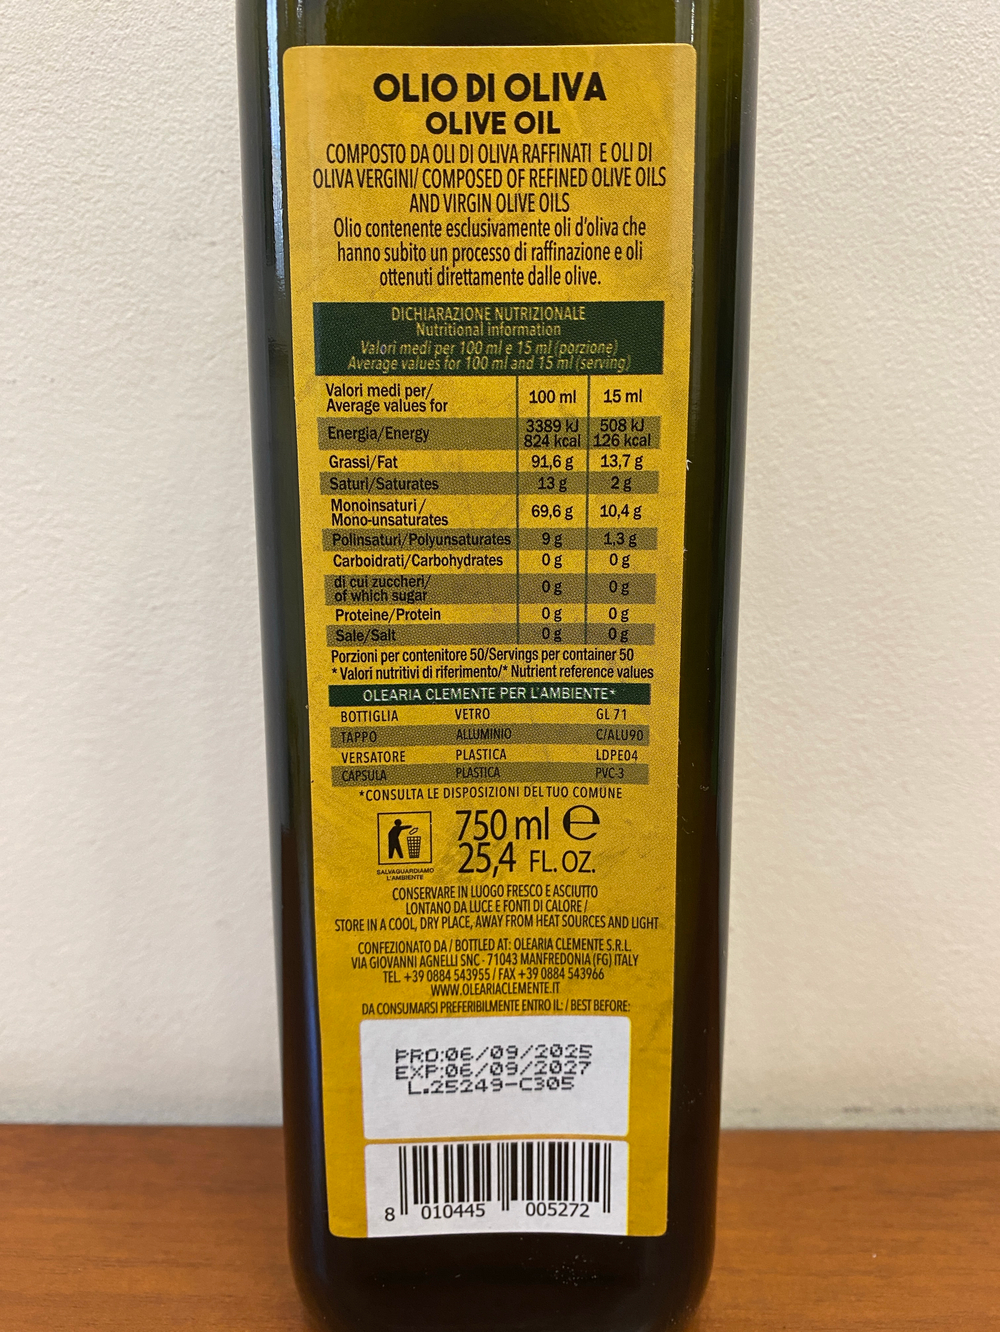 OLIO DI OLIVA
OLIVE OIL
COMPOSTO DA OLI DI OLIVA RAFFINATI E OLI DI
OLIVA VERGINI/ COMPOSED OF REFINED OLIVE OILS
AND VIRGIN OLIVE OILS
Olio contenente esclusivamente oli d'oliva che
hanno subito un processo di raffinazione e oli
ottenuti direttamente dalle olive.
DICHIARAZIONE NUTRIZIONALE
Nutritional information
Valori medi per 100 ml e 15 ml (porzione)
Average values for 100 ml and 15 ml (serving)
Valori medi per/
Average values for 100 ml 15 ml
Energia/Energy 3389 kJ 508 kJ
824 kcal 126 kcal
Grassi/Fat 91,6 g 13,7 g
Saturi/Saturates 13 g 2 g
Monoinsaturi/
Mono-unsaturates 69,6 g 10,4 g
Polinsaturi/Polyunsaturates 9 g 1,3 g
Carboidrati/Carbohydrates 0 g 0 g
di cui zuccheri/
of which sugar 0 g 0 g
Proteine/Protein 0 g 0 g
Sale/Salt 0 g 0 g
Porzioni per contenitore 50/Servings per container 50
* Valori nutritivi di riferimento/* Nutrient reference values
OLEARIA CLEMENTE PER L'AMBIENTE*
BOTTIGLIA VETRO GL 71
TAPPO ALLUMINIO C/ALU90
VERSATORE PLASTICA LDPE04
CAPSULA PLASTICA PVC-3
*CONSULTA LE DISPOSIZIONI DEL TUO COMUNE
750 ml e
25,4 FL. OZ.
SALVAGUARDIAMO
L'AMBIENTE
CONSERVARE IN LUOGO FRESCO E ASCIUTTO
LONTANO DA LUCE E FONTI DI CALORE /
STORE IN A COOL, DRY PLACE, AWAY FROM HEAT SOURCES AND LIGHT
CONFEZIONATO DA / BOTTLED AT: OLEARIA CLEMENTE S.R.L.
VIA GIOVANNI AGNELLI SNC - 71043 MANFREDONIA (FG) ITALY
TEL. +39 0884 543955 / FAX +39 0884 543966
WWW.OLEARIACLEMENTE.IT
DA CONSUMARSI PREFERIBILMENTE ENTRO IL: / BEST BEFORE:
PRO:06/09/2025
EXP:06/09/2027
L.25249-C305
8 010445 005272